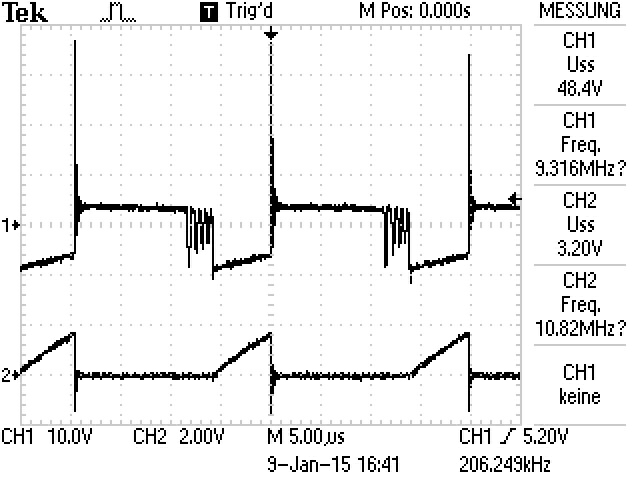 Tek T Trig'd M Pos: 0.000s MESSUNG
CH1
Uss
48.4V
CH1
Freq.
9.316MHz?
1
CH2
Uss
3.20V
CH2
Freq.
10.82MHz?
2
CH1
keine
CH1 10.0V CH2 2.00V M 5.00µs CH1 / 5.20V
9-Jan-15 16:41 206.249kHz